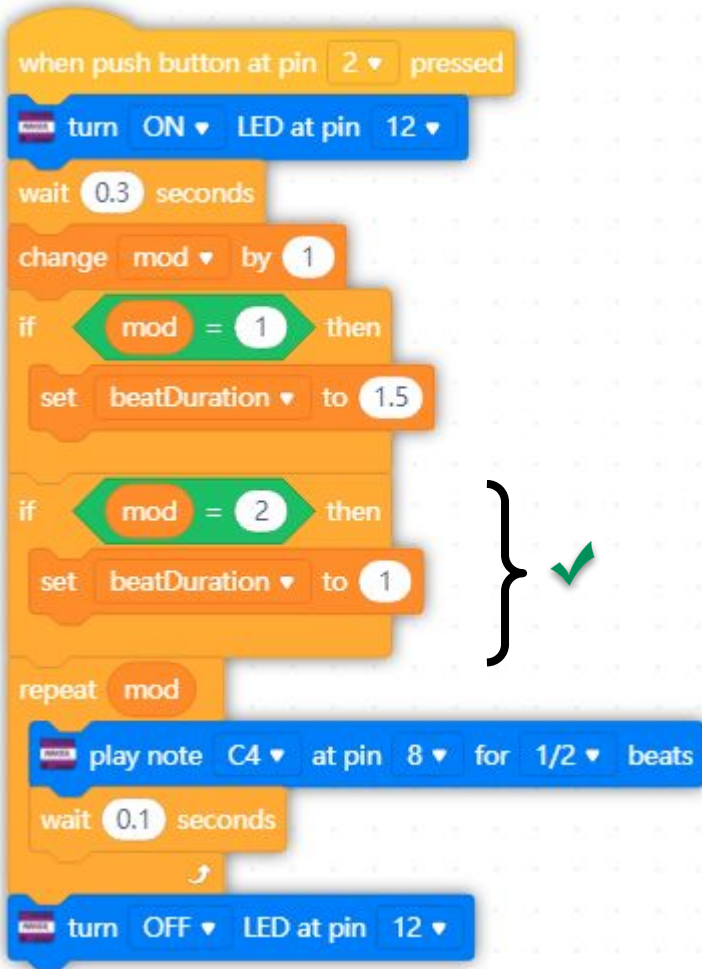 when push button at pin 2 pressed
turn ON LED at pin 12
wait 0.3 seconds
change mod by 1
if mod = 1 then
set beatDuration to 1.5
if mod = 2 then
set beatDuration to 1
repeat mod
play note C4 at pin 8 for 1/2 beats
wait 0.1 seconds
turn OFF LED at pin 12